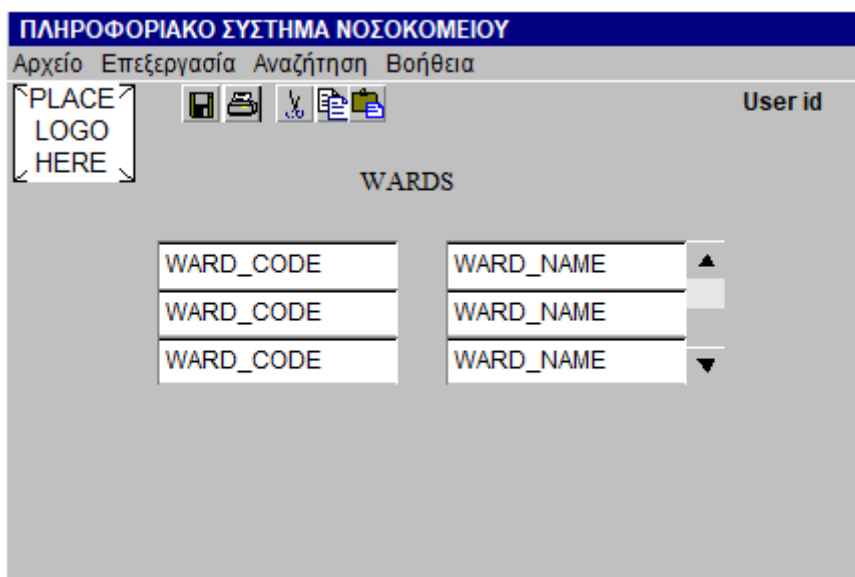 ΠΛΗΡΟΦΟΡΙΑΚΟ ΣΥΣΤΗΜΑ ΝΟΣΟΚΟΜΕΙΟΥ
Αρχείο Επεξεργασία Αναζήτηση Βοήθεια
PLACE
LOGO
HERE
User id
WARDS
WARD_CODE WARD_NAME
WARD_CODE WARD_NAME
WARD_CODE WARD_NAME